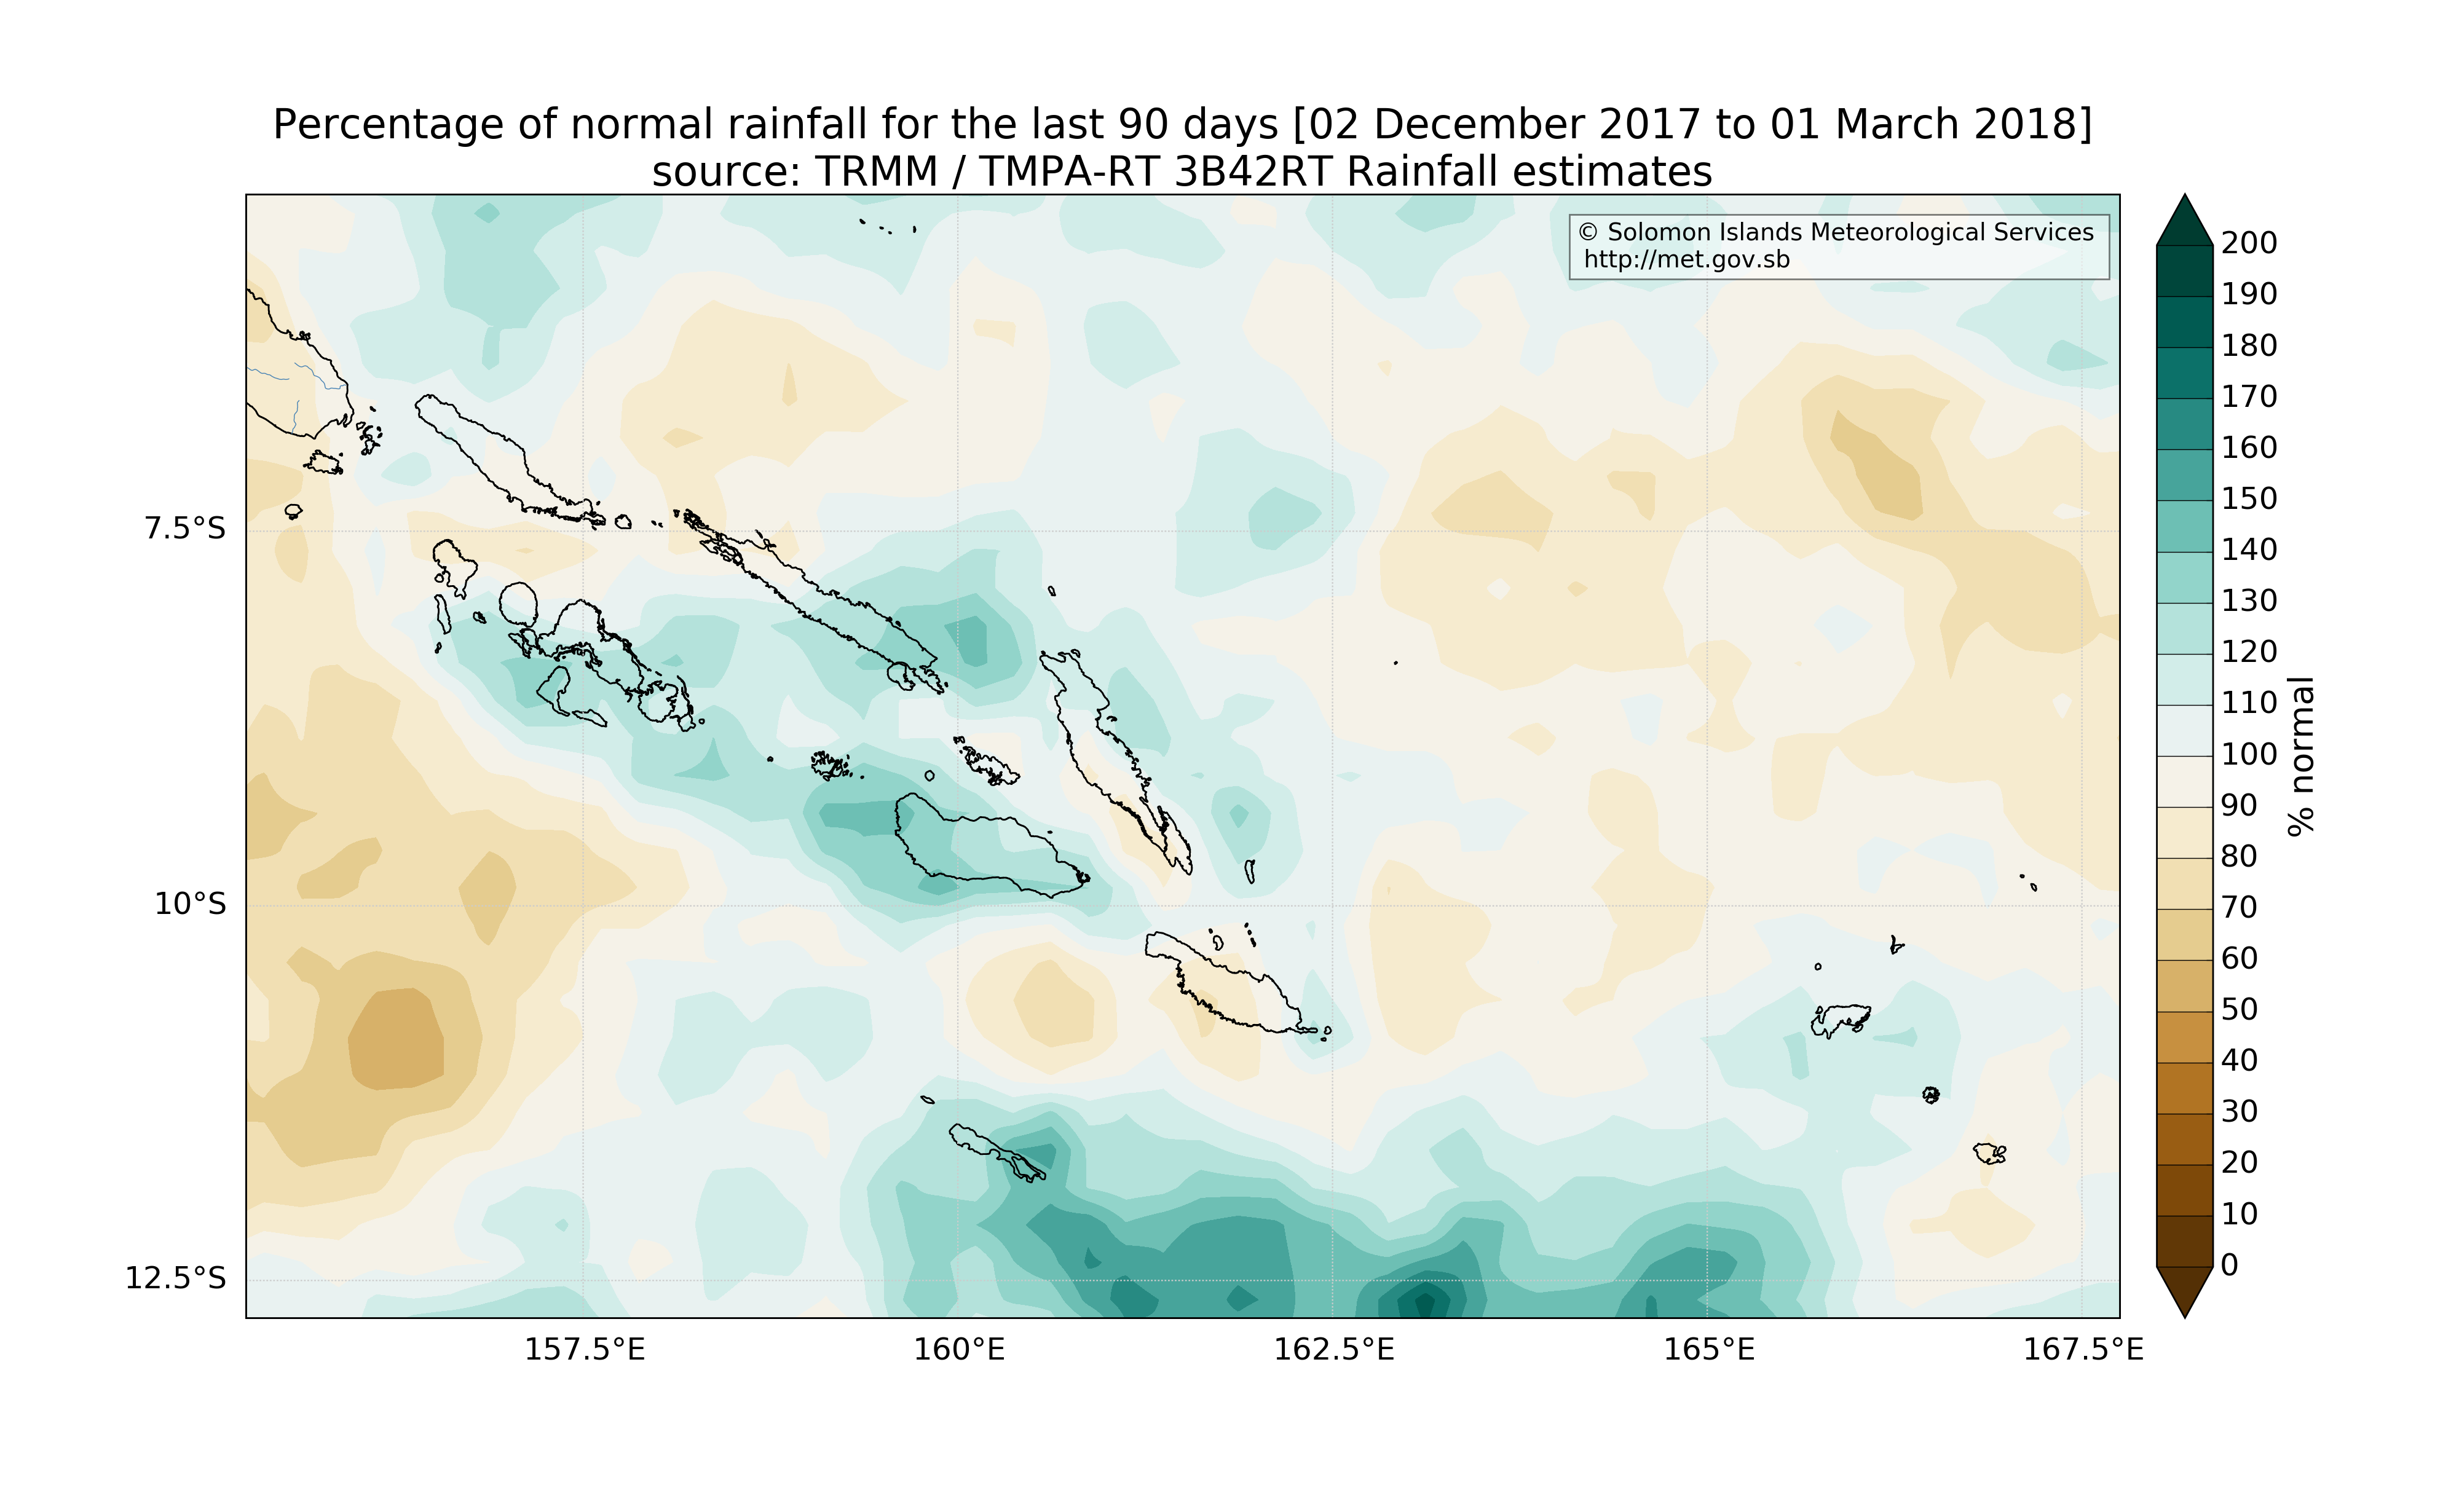 Percentage of normal rainfall for the last 90 days [02 December 2017 to 01 March 2018]
source: TRMM / TMPA-RT 3B42RT Rainfall estimates
© Solomon Islands Meteorological Services
http://met.gov.sb
7.5°S
10°S
12.5°S
157.5°E
160°E
162.5°E
165°E
167.5°E
200
190
180
170
160
150
140
130
120
110
100
90
80
70
60
50
40
30
20
10
0
% normal